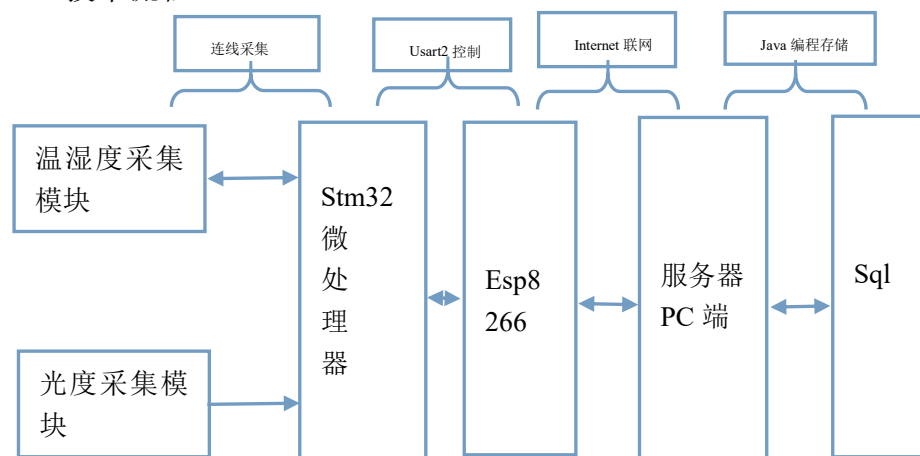 连线采集
Usart2 控制
Internet 联网
Java 编程存储
温湿度采集
模块
Stm32
微
处
理
器
Esp8
266
服务器
PC 端
Sql
光度采集模
块